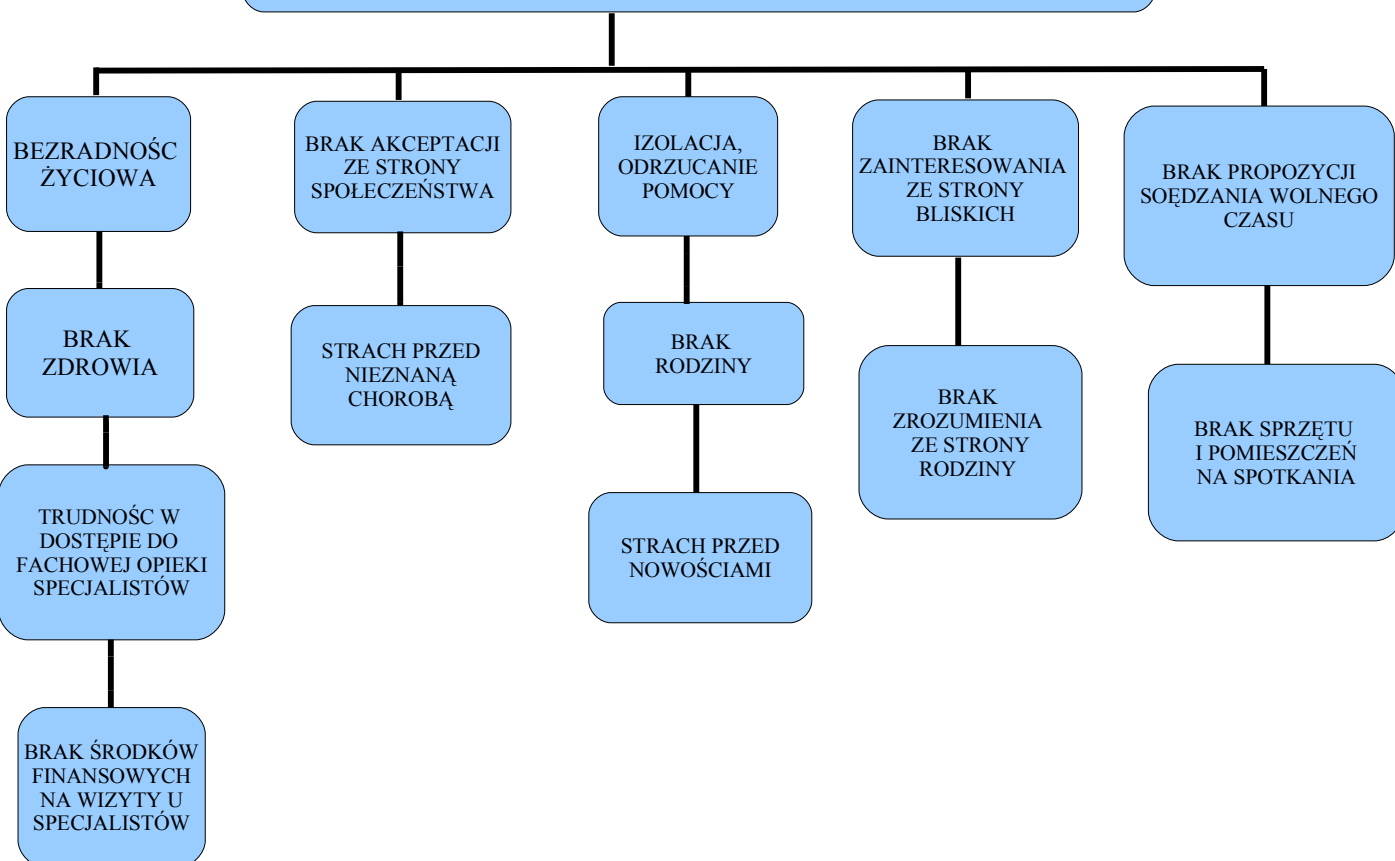 BEZRADNOŚC
ŻYCIOWA
BRAK
ZDROWIA
TRUDNOŚC W
DOSTĘPIE DO
FACHOWEJ OPIEKI
SPECJALISTÓW
BRAK ŚRODKÓW
FINANSOWYCH
NA WIZYTY U
SPECJALISTÓW
BRAK AKCEPTACJI
ZE STRONY
SPOŁECZEŃSTWA
STRACH PRZED
NIEZNANĄ
CHOROBĄ
IZOLACJA,
ODRZUCANIE
POMOCY
BRAK
RODZINY
STRACH PRZED
NOWOŚCIAMI
BRAK
ZAINTERESOWANIA
ZE STRONY
BLISKICH
BRAK
ZROZUMIENIA
ZE STRONY
RODZINY
BRAK PROPOZYCJI
SOĘDZANIA WOLNEGO
CZASU
BRAK SPRZĘTU
I POMIESZCZEŃ
NA SPOTKANIA